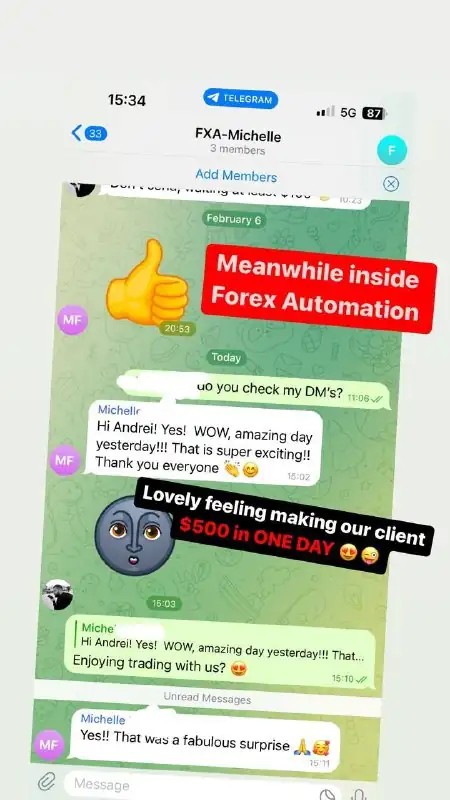 15:34
TELEGRAM
5G 87
33
FXA-Michelle
3 members
F
Add Members
10:23
February 6
Meanwhile inside
Forex Automation
MF
20:53
Today
do you check my DM's? 11:06
Michelle
Hi Andrei! Yes! WOW, amazing day
yesterday!!! That is super exciting!!
Thank you everyone 👏😊
15:02
MF
Lovely feeling making our client
$500 in ONE DAY 😍😜
15:03
Miche
Hi Andrei! Yes! WOW, amazing day yesterday!!! That...
Enjoying trading with us? 😍
15:10
Unread Messages
Michelle
Yes!! That was a fabulous surprise 🙏🥰
15:11
MF
Message